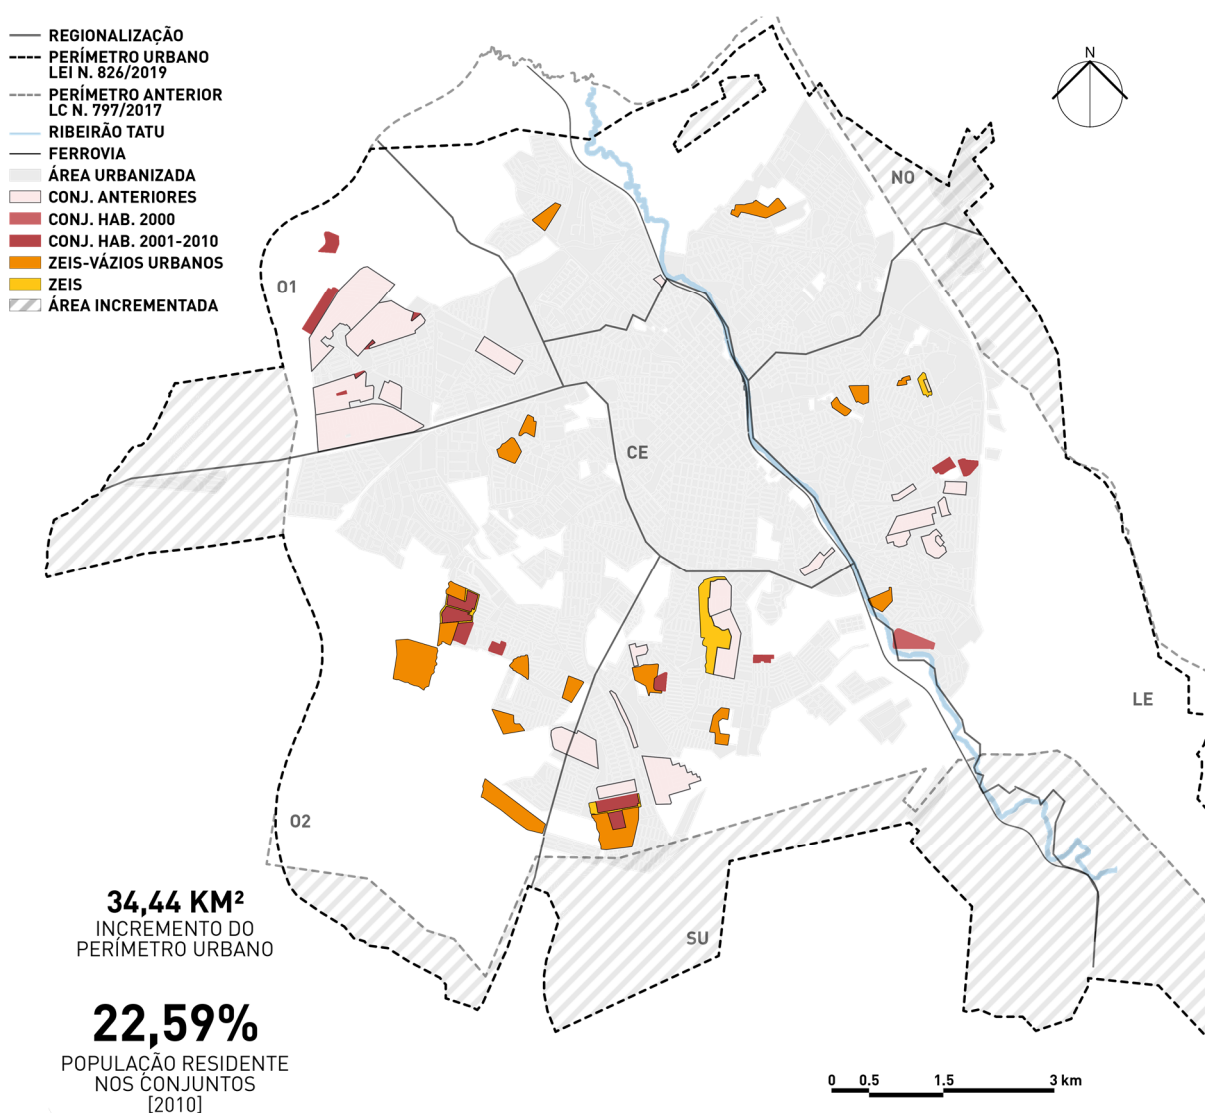 REGIONALIZAÇÃO
PERÍMETRO URBANO
LEI N. 826/2019
PERÍMETRO ANTERIOR
LC N. 797/2017
RIBEIRÃO TATU
FERROVIA
ÁREA URBANIZADA
CONJ. ANTERIORES
CONJ. HAB. 2000
CONJ. HAB. 2001-2010
ZEIS-VÁZIOS URBANOS
ZEIS
ÁREA INCREMENTADA
N
NO
O1
CE
LE
O2
SU
34,44 KM²
INCREMENTO DO
PERÍMETRO URBANO
22,59%
POPULAÇÃO RESIDENTE
NOS CONJUNTOS
[2010]
0 0.5 1.5 3 km